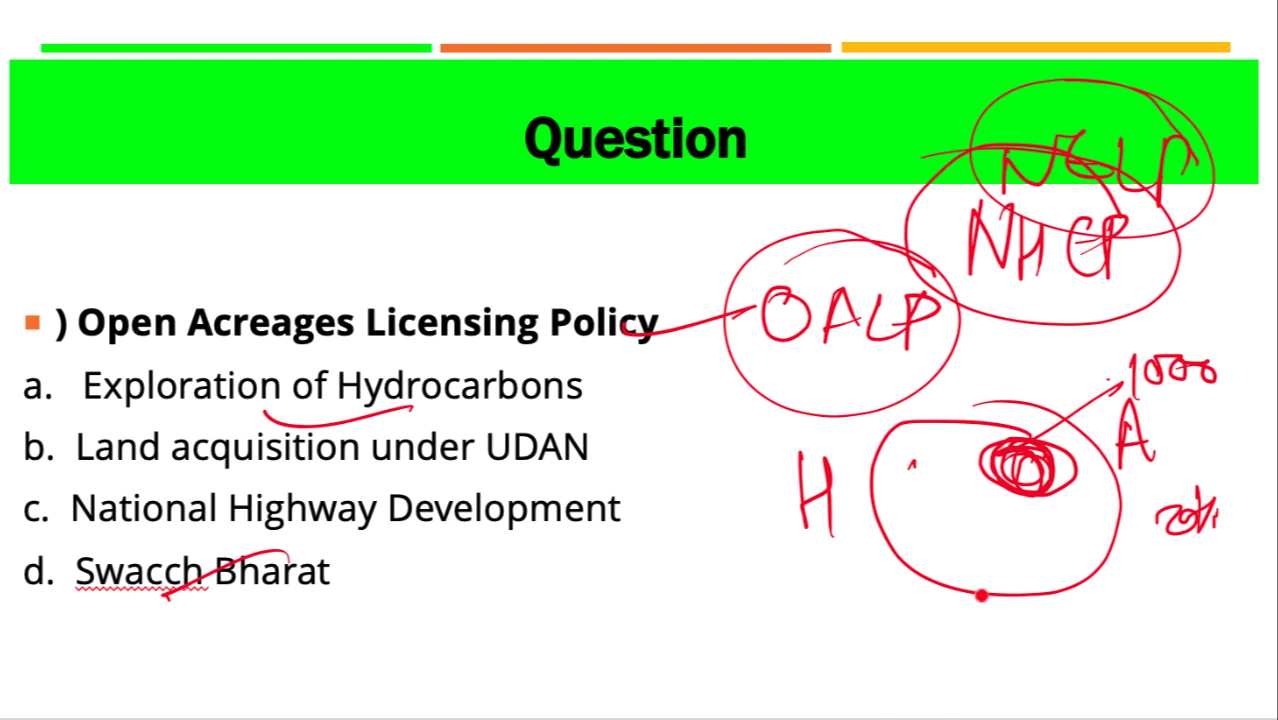 Question
NELP
NHEP
) Open Acreages Licensing Policy
OALP
a. Exploration of Hydrocarbons
1000
A
b. Land acquisition under UDAN
H
c. National Highway Development
d. Swacch Bharat